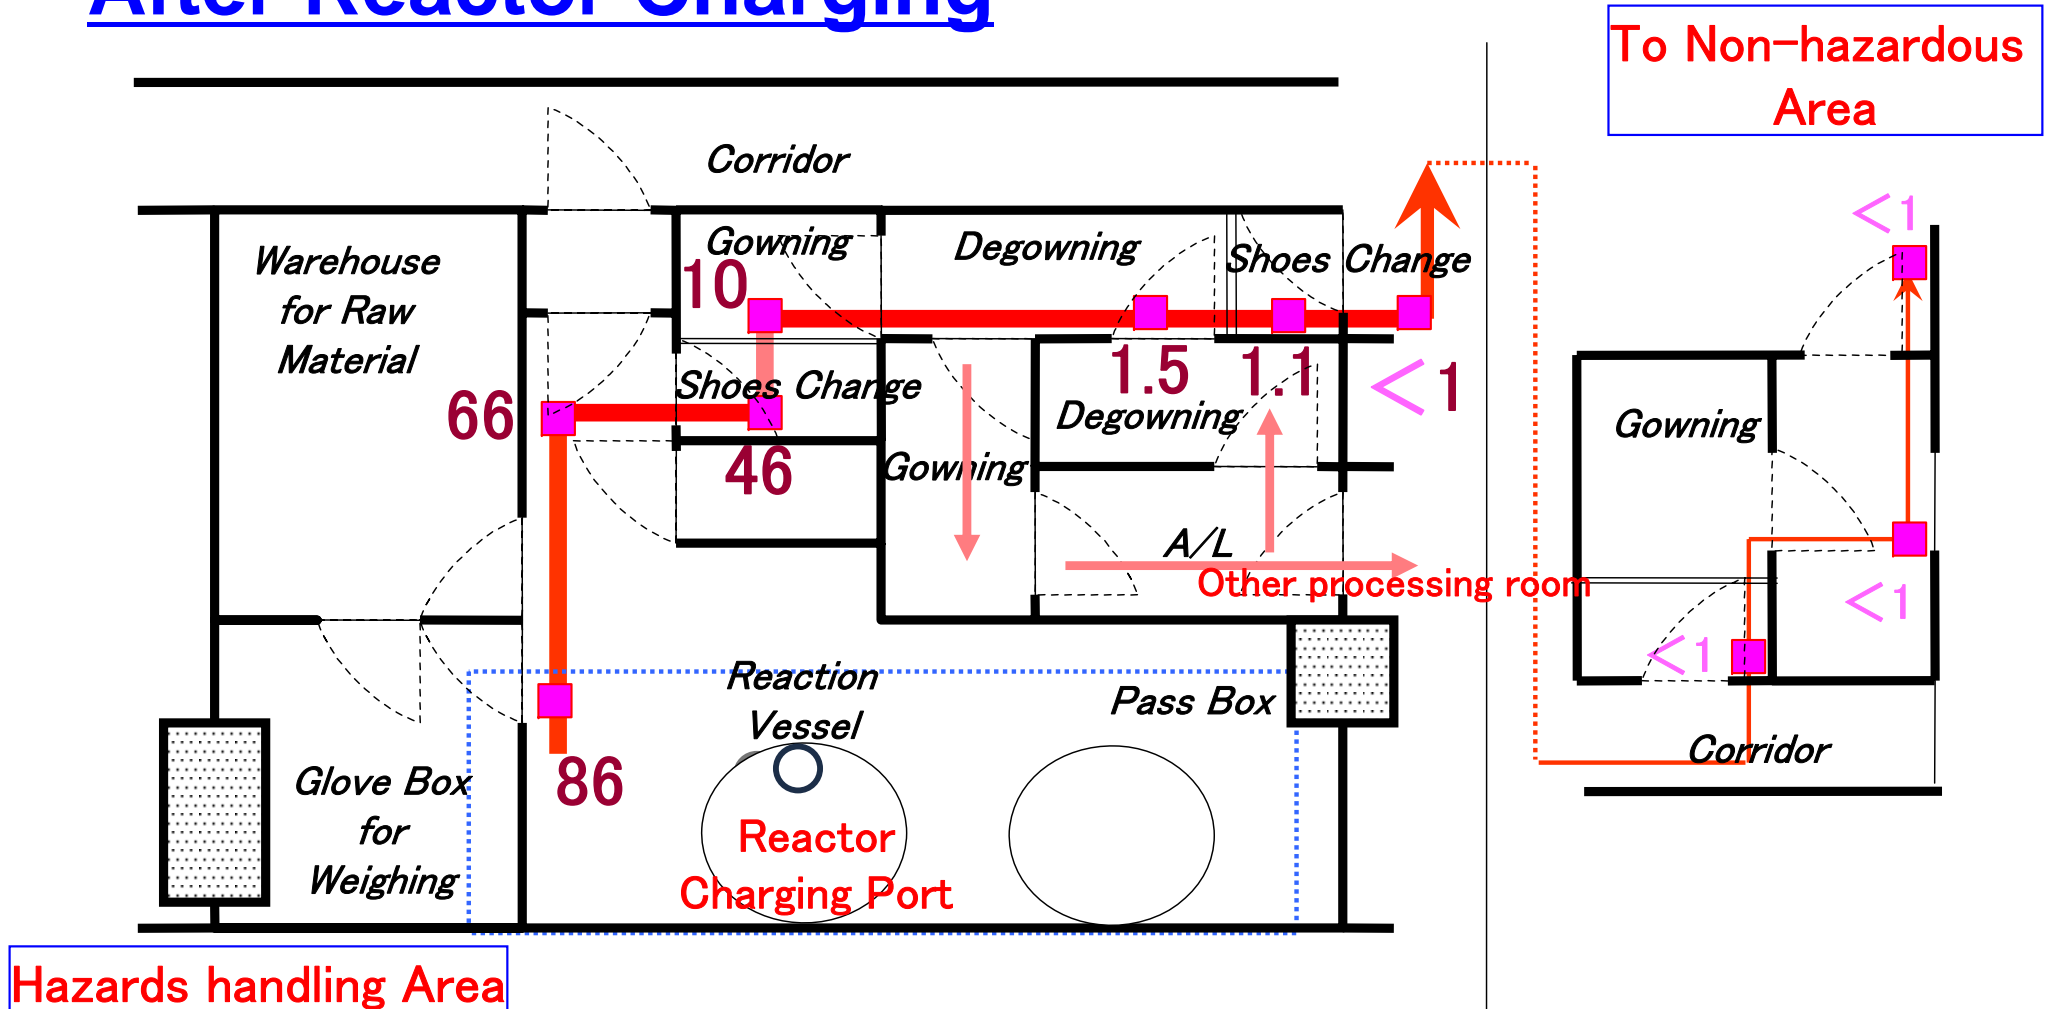 After Reactor Charging
To Non-hazardous
Area
Corridor
Warehouse
for Raw
Material
Gowning
10
Degowning
Shoes Change
<1
66
Shoes Change
46
1.5
1.1
<1
Degowning
Gowning
A/L
Other processing room
Gowning
<1
<1
Reaction
Vessel
Pass Box
86
Glove Box
for
Weighing
Reactor
Charging Port
Corridor
Hazards handling Area